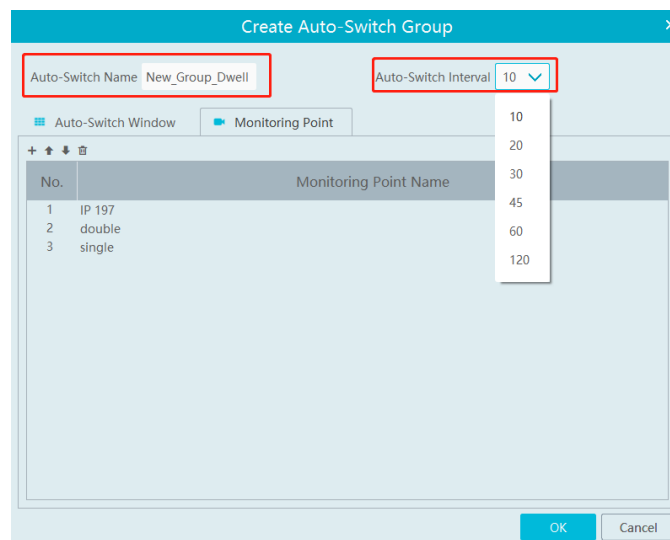 Create Auto-Switch Group
Auto-Switch Name New_Group_Dwell Auto-Switch Interval 10
Auto-Switch Window Monitoring Point
No. Monitoring Point Name
1 IP 197
2 double
3 single
10
20
30
45
60
120
OK Cancel